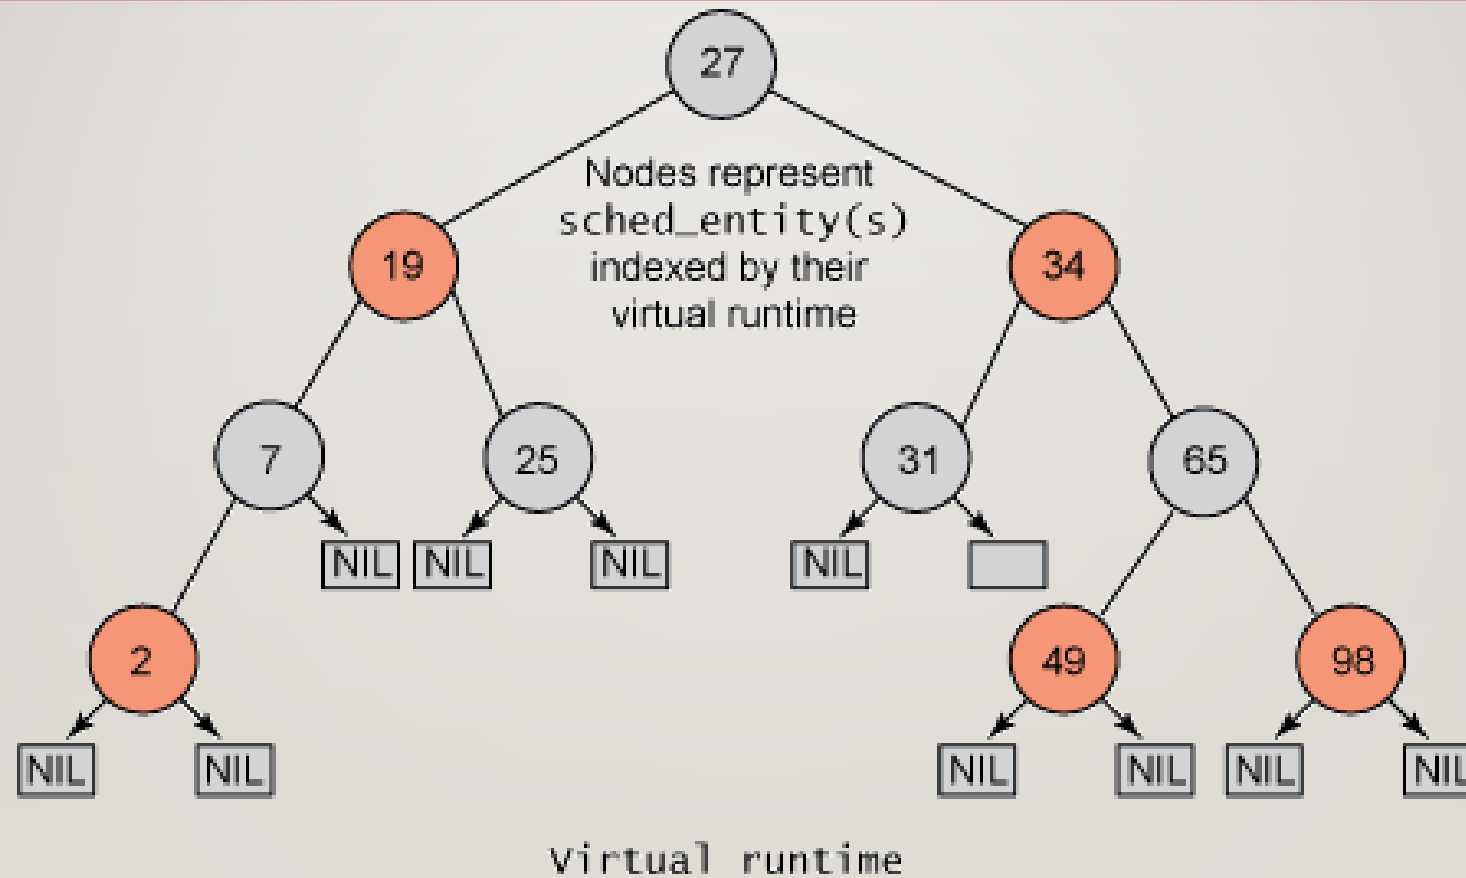 27
Nodes represent
sched_entity(s)
indexed by their
virtual runtime
19
34
7
25
31
65
NIL
NIL
NIL
NIL
2
49
98
NIL
NIL
NIL
NIL
NIL
NIL
Virtual runtime